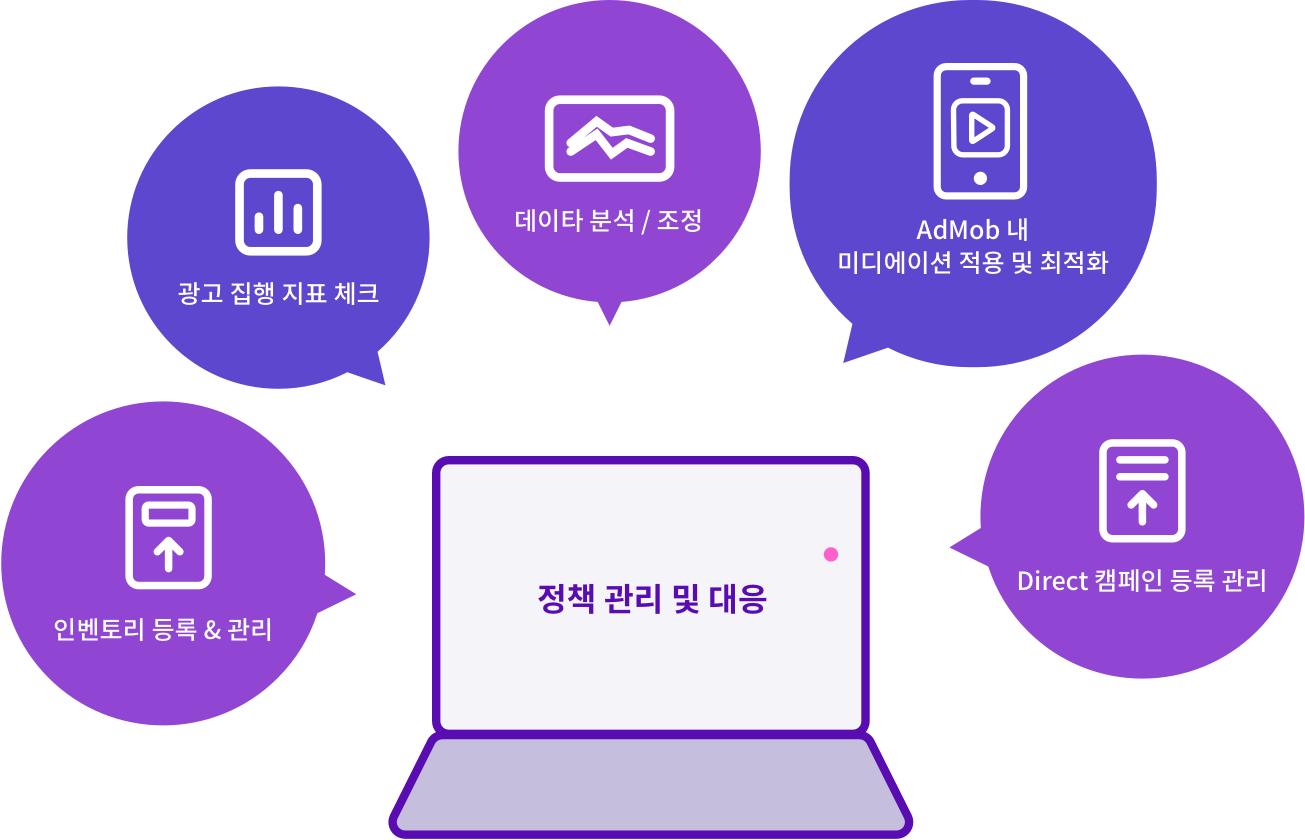 데이타 분석 / 조정
AdMob 내
미디에이션 적용 및 최적화
광고 집행 지표 체크
Direct 캠페인 등록 관리
인벤토리 등록 & 관리
정책 관리 및 대응